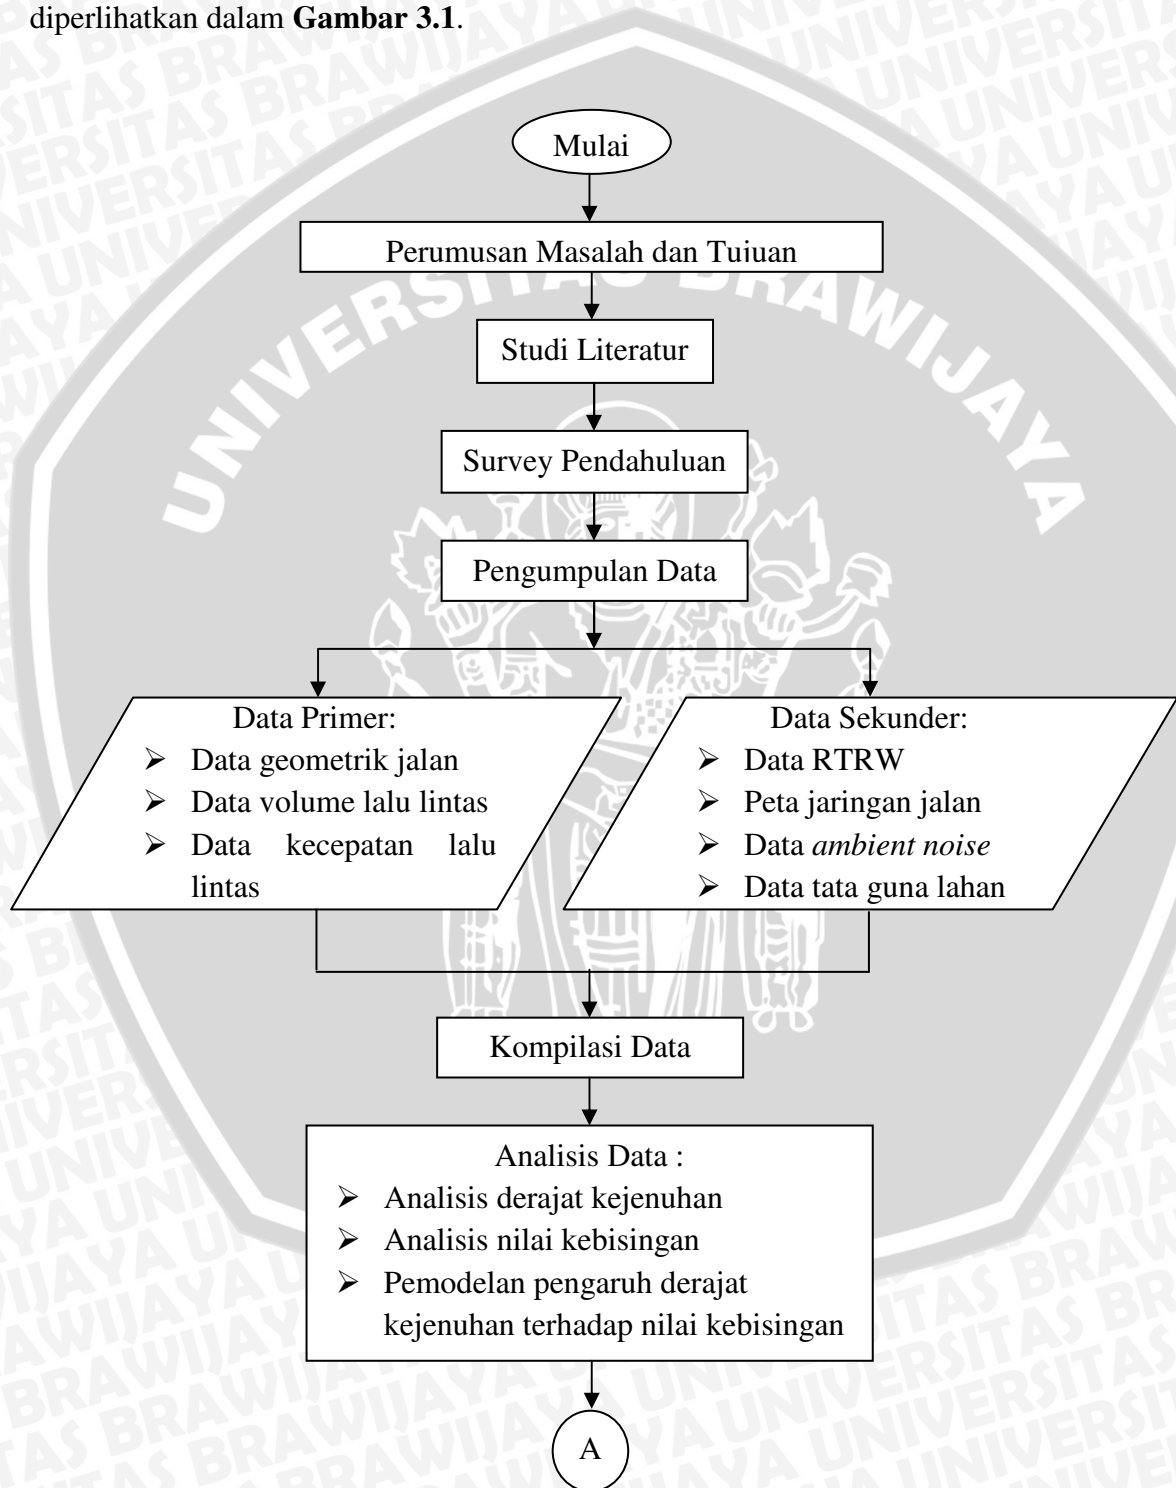 diperlihatkan dalam Gambar 3.1.
Mulai
Perumusan Masalah dan Tujuan
Studi Literatur
Survey Pendahuluan
Pengumpulan Data
Data Primer:
➢ Data geometrik jalan
➢ Data volume lalu lintas
➢ Data kecepatan lalu
lintas
Data Sekunder:
➢ Data RTRW
➢ Peta jaringan jalan
➢ Data ambient noise
➢ Data tata guna lahan
Kompilasi Data
Analisis Data :
➢ Analisis derajat kejenuhan
➢ Analisis nilai kebisingan
➢ Pemodelan pengaruh derajat
kejenuhan terhadap nilai kebisingan
A
UNIVERSITAS BRAWIJAYA